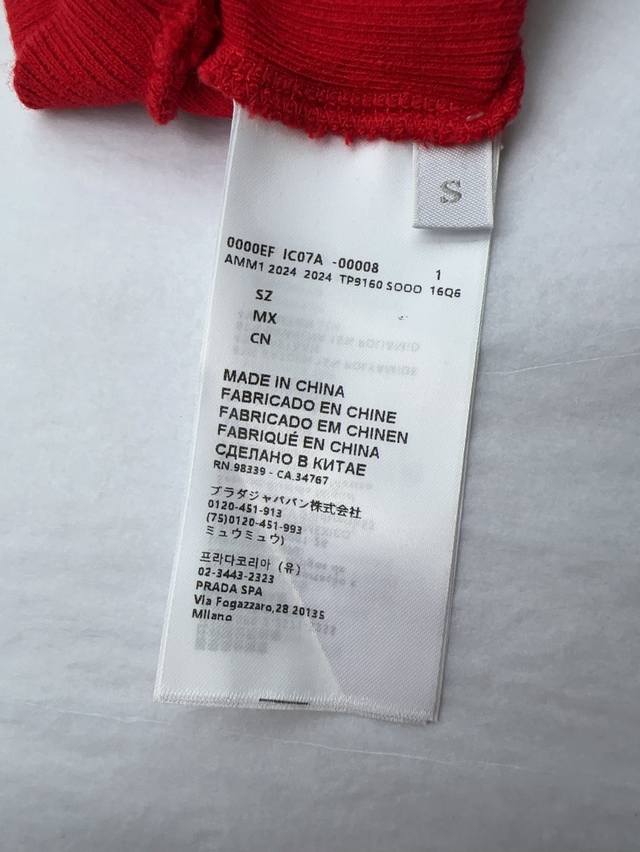 S
0000EF IC07A -00008 1
AMM1 2024 2024 TP9160 SOOO 16Q6
SZ
MX
CN
MADE IN CHINA
FABRICADO EN CHINE
FABRICADO EM CHINEN
FABRIQUÉ EN CHINA
СДЕЛАНО В КИТАЕ
RN.98339 - CA.34767
プラダジャパバン株式会社
0120-451-913
(75)0120-451-993
ミュウミュウ)
프라다코리아 (유)
02-3443-2323
PRADA SPA
Via Fogazzaro,28 20135
Milano